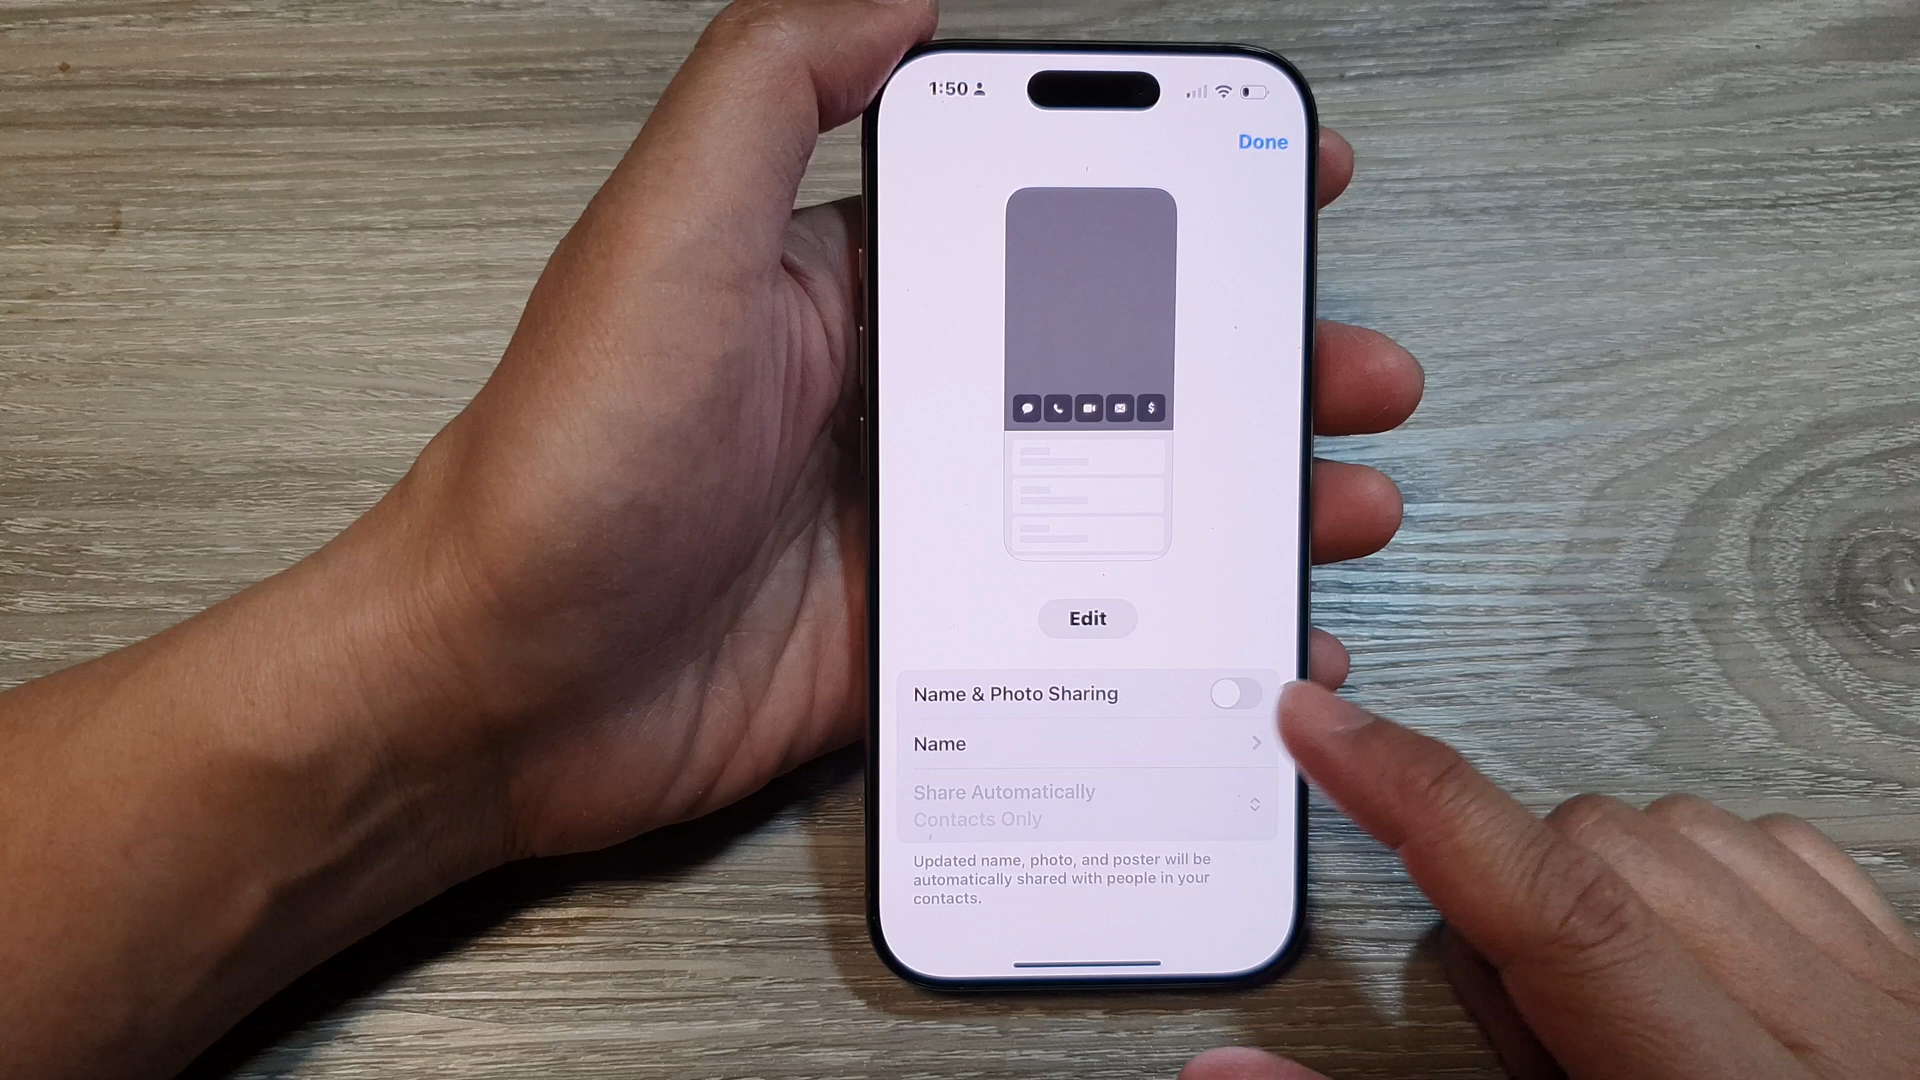 1:50
Done
$
Edit
Name & Photo Sharing
Name
Share Automatically
Contacts Only
Updated name, photo, and poster will be
automatically shared with people in your
contacts.